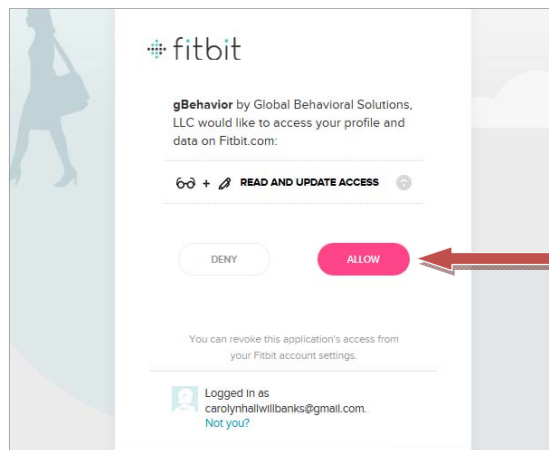 fitbit
gBehavior by Global Behavioral Solutions,
LLC would like to access your profile and
data on Fitbit.com:
+ READ AND UPDATE ACCESS
DENY
ALLOW
You can revoke this application's access from
your Fitbit account settings.
Logged in as
carolynhallwillbanks@gmail.com.
Not you?